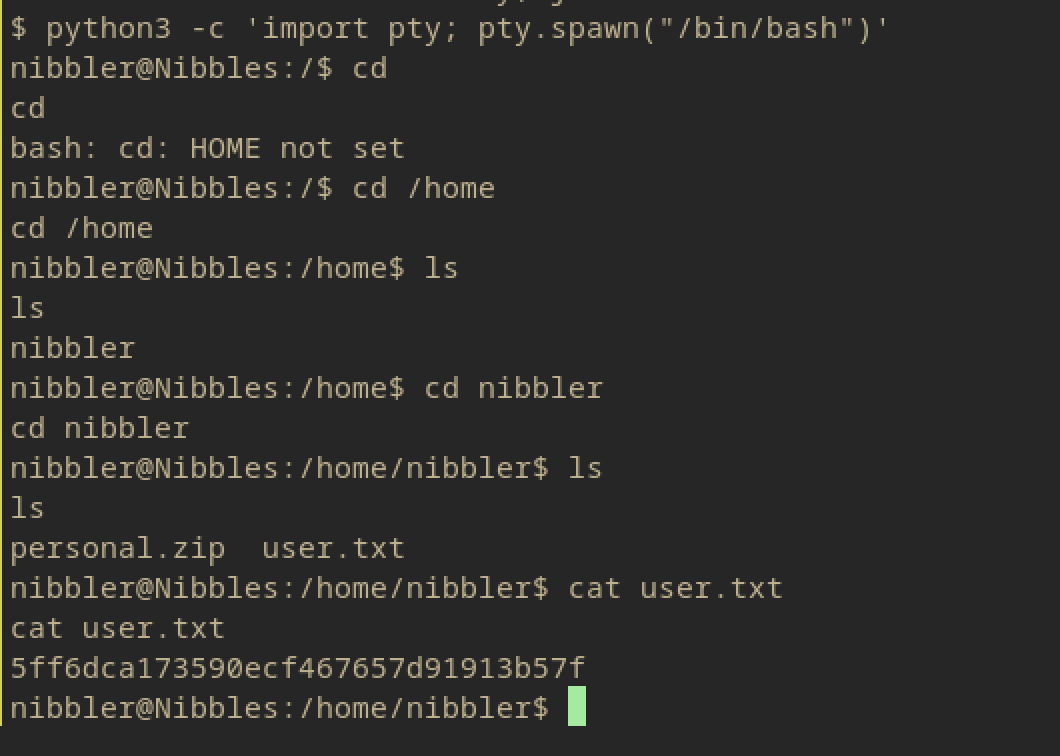 $ python3 -c 'import pty; pty.spawn("/bin/bash")'
nibbler@Nibbles:/$ cd
cd
bash: cd: HOME not set
nibbler@Nibbles:/$ cd /home
cd /home
nibbler@Nibbles:/home$ ls
ls
nibbler
nibbler@Nibbles:/home$ cd nibbler
cd nibbler
nibbler@Nibbles:/home/nibbler$ ls
ls
personal.zip  user.txt
nibbler@Nibbles:/home/nibbler$ cat user.txt
cat user.txt
5ff6dca173590ecf467657d91913b57f
nibbler@Nibbles:/home/nibbler$